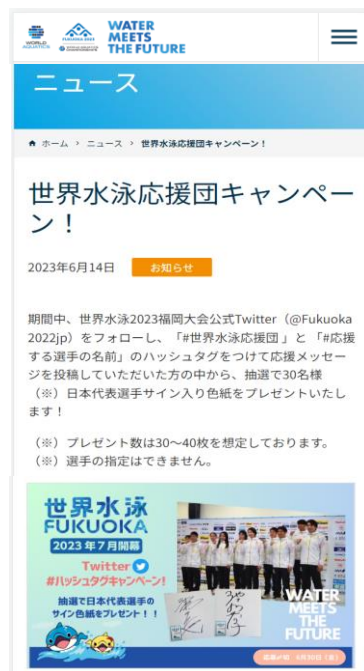 WORLD
AQUATICS
FUKUOKA 2023
WATER
MEETS
THE FUTURE
ニュース
ホーム > ニュース > 世界水泳応援団キャンペーン！
世界水泳応援団キャンペー
ン！
2023年6月14日 お知らせ
期間中、世界水泳2023福岡大会公式Twitter（@Fukuoka
2022jp）をフォローし、「#世界水泳応援団 」と 「#応援
する選手の名前」のハッシュタグをつけて応援メッセー
ジを投稿していただいた方の中から、抽選で30名様
（※）日本代表選手サイン入り色紙をプレゼントいたし
ます！
（※）プレゼント数は30〜40枚を想定しております。
（※）選手の指定はできません。
世界水泳
FUKUOKA
2023年7月開幕
Twitter
#ハッシュタグキャンペーン!
抽選で日本代表選手の
サイン色紙をプレゼント！！
WATER
MEETS
THE
FUTURE